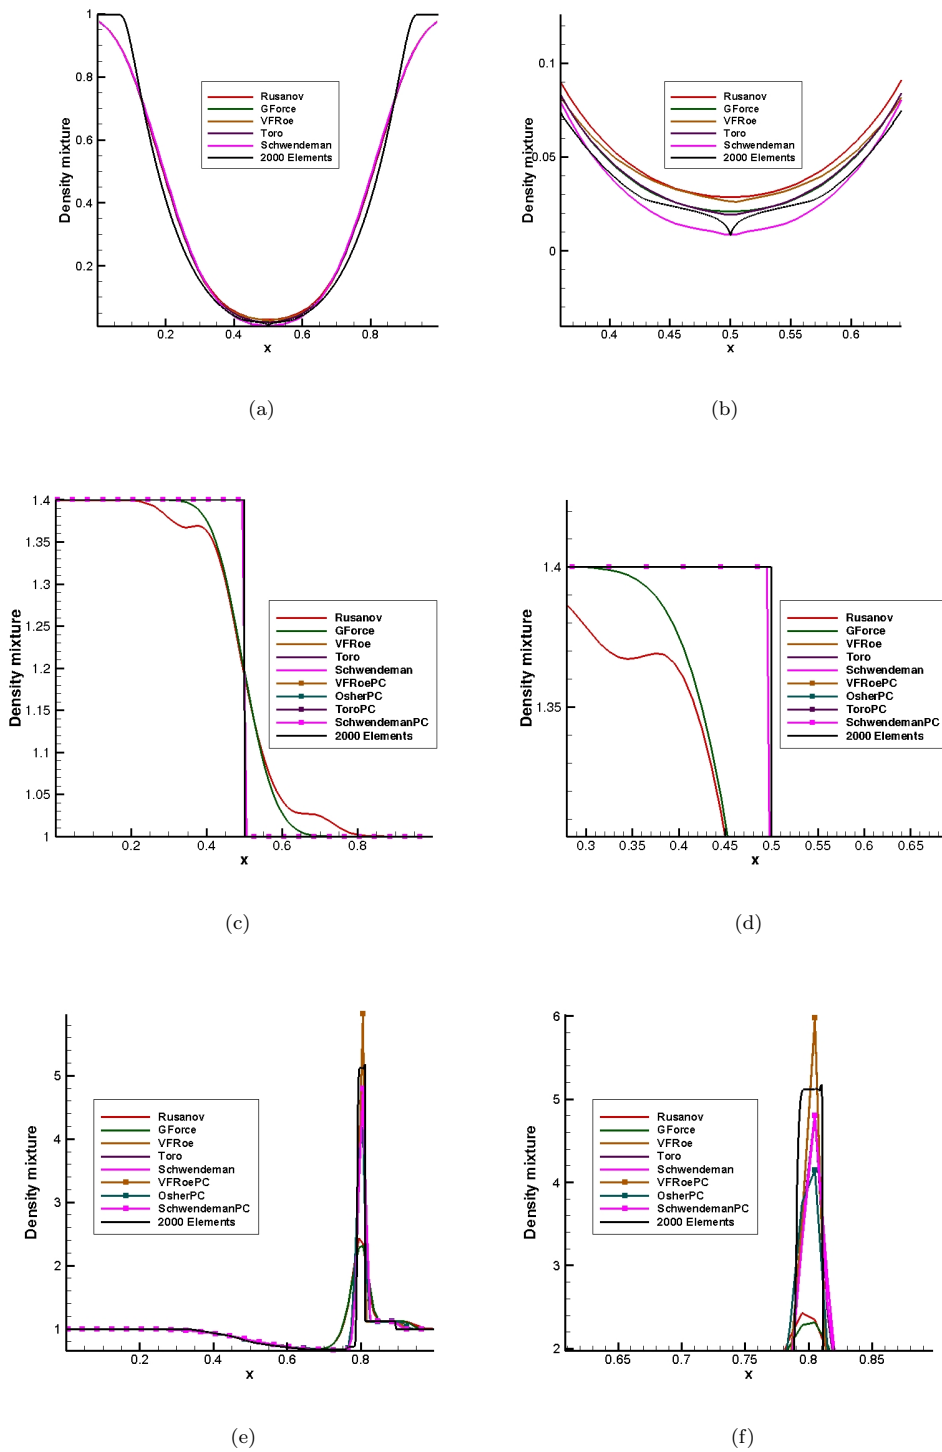 1
0.8
0.6
0.4
0.2
Density mixture
Rusanov
GForce
VFRoe
Toro
Schwendeman
2000 Elements
0.2 0.4 0.6 0.8
x
(a)
0.1
0.05
0
Density mixture
Rusanov
GForce
VFRoe
Toro
Schwendeman
2000 Elements
0.4 0.45 0.5 0.55 0.6
x
(b)
1.4
1.35
1.3
1.25
1.2
1.15
1.1
1.05
1
Density mixture
Rusanov
GForce
VFRoe
Toro
Schwendeman
VFRoePC
OsherPC
ToroPC
SchwendemanPC
2000 Elements
0.2 0.4 0.6 0.8
x
(c)
1.4
1.35
Density mixture
Rusanov
GForce
VFRoe
Toro
Schwendeman
VFRoePC
OsherPC
ToroPC
SchwendemanPC
2000 Elements
0.3 0.35 0.4 0.45 0.5 0.55 0.6 0.65
x
(d)
5
4
3
2
1
Density mixture
Rusanov
GForce
VFRoe
Toro
Schwendeman
VFRoePC
OsherPC
SchwendemanPC
2000 Elements
0.2 0.4 0.6 0.8
x
(e)
6
5
4
3
2
Density mixture
Rusanov
GForce
VFRoe
Toro
Schwendeman
VFRoePC
OsherPC
SchwendemanPC
2000 Elements
0.65 0.7 0.75 0.8 0.85
x
(f)